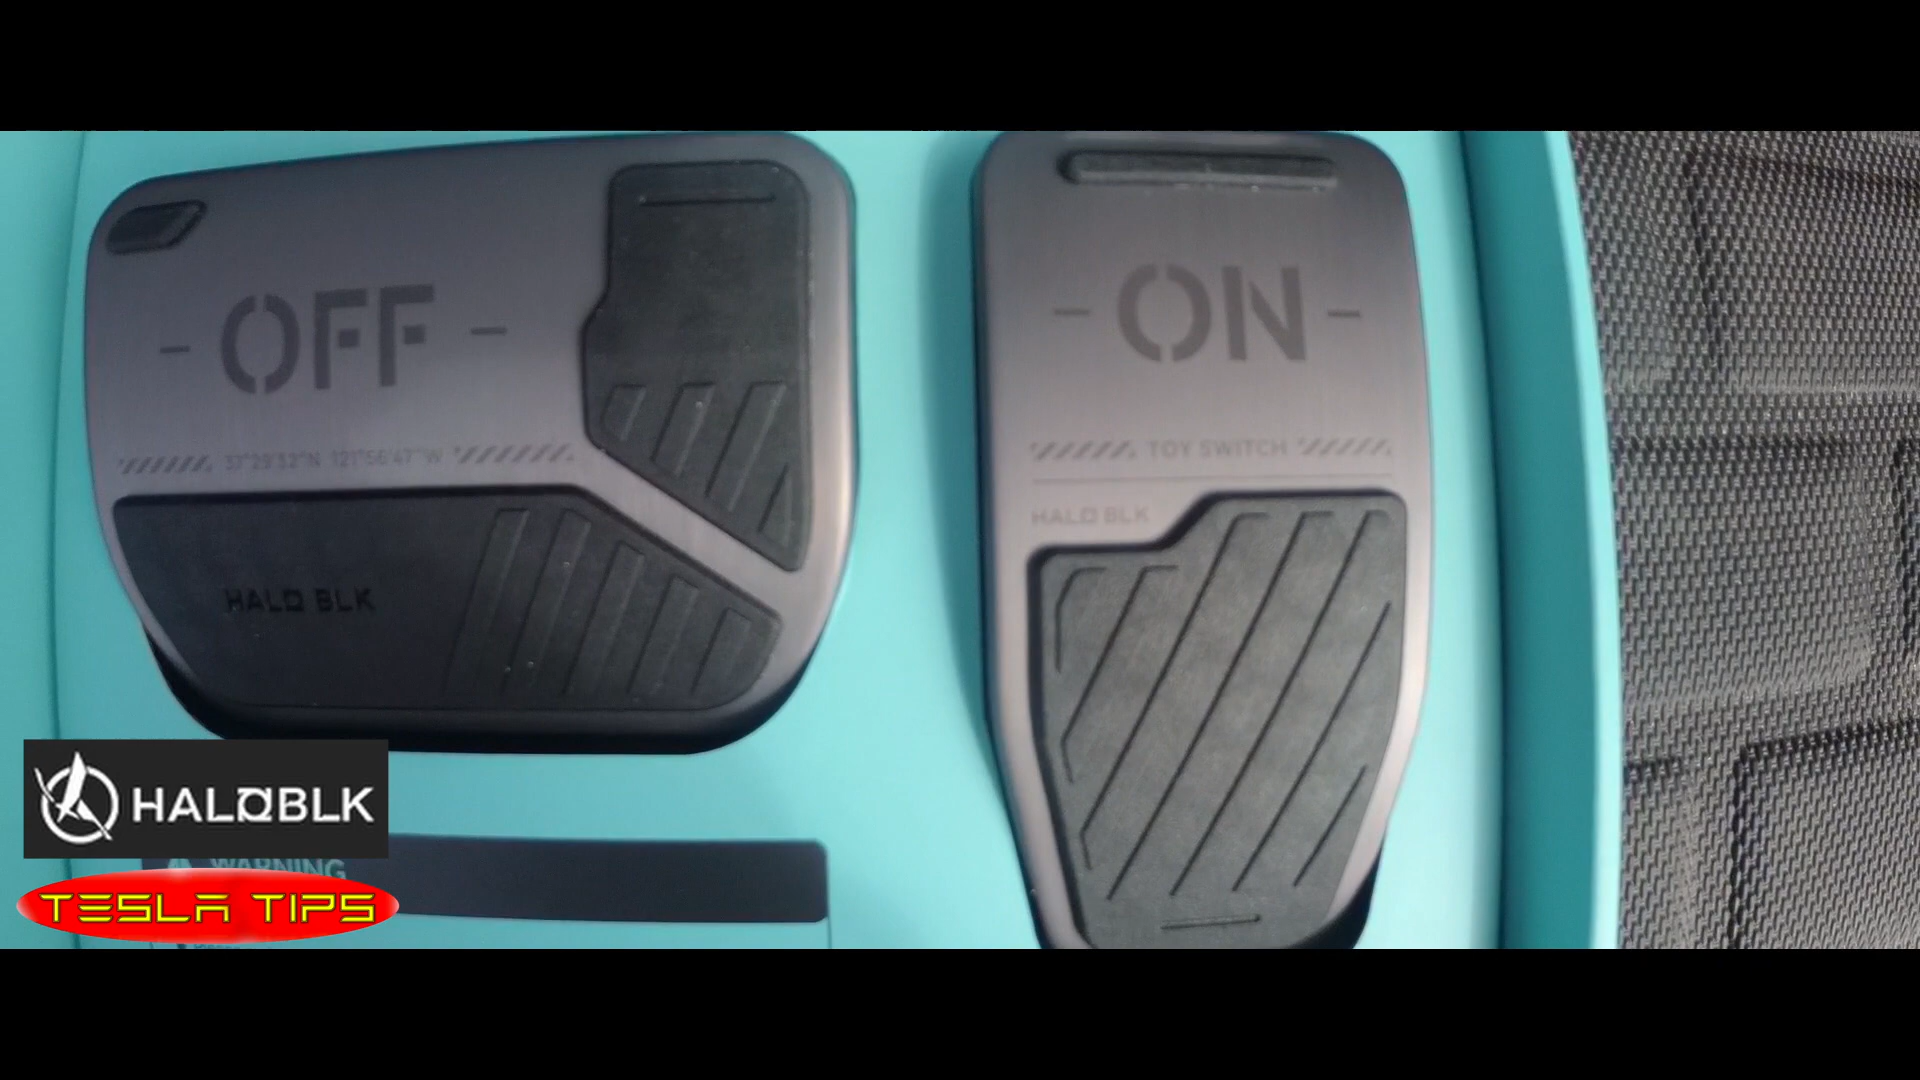 - OFF -
37°29'32"N 121°56'47"W
HALO BLK
- ON -
TOY SWITCH
HALO BLK
HALOBLK
WARNING
TESLA TIPS